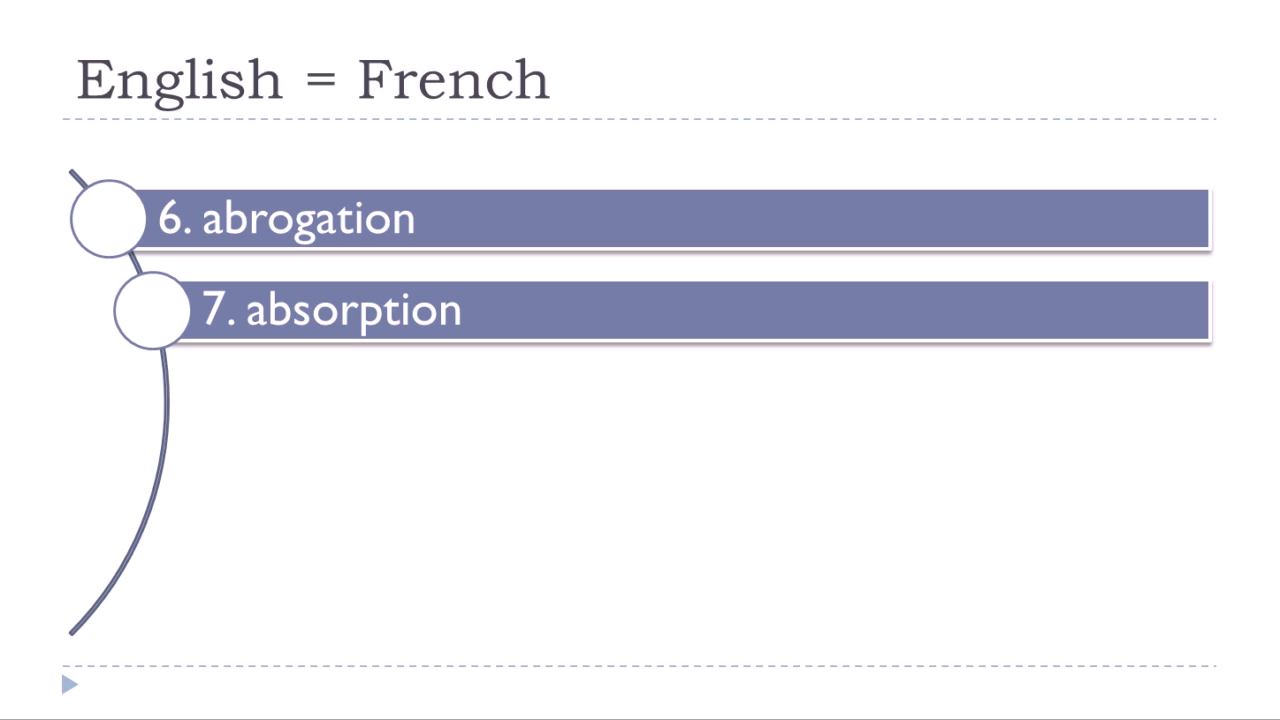 English = French
6. abrogation
7. absorption